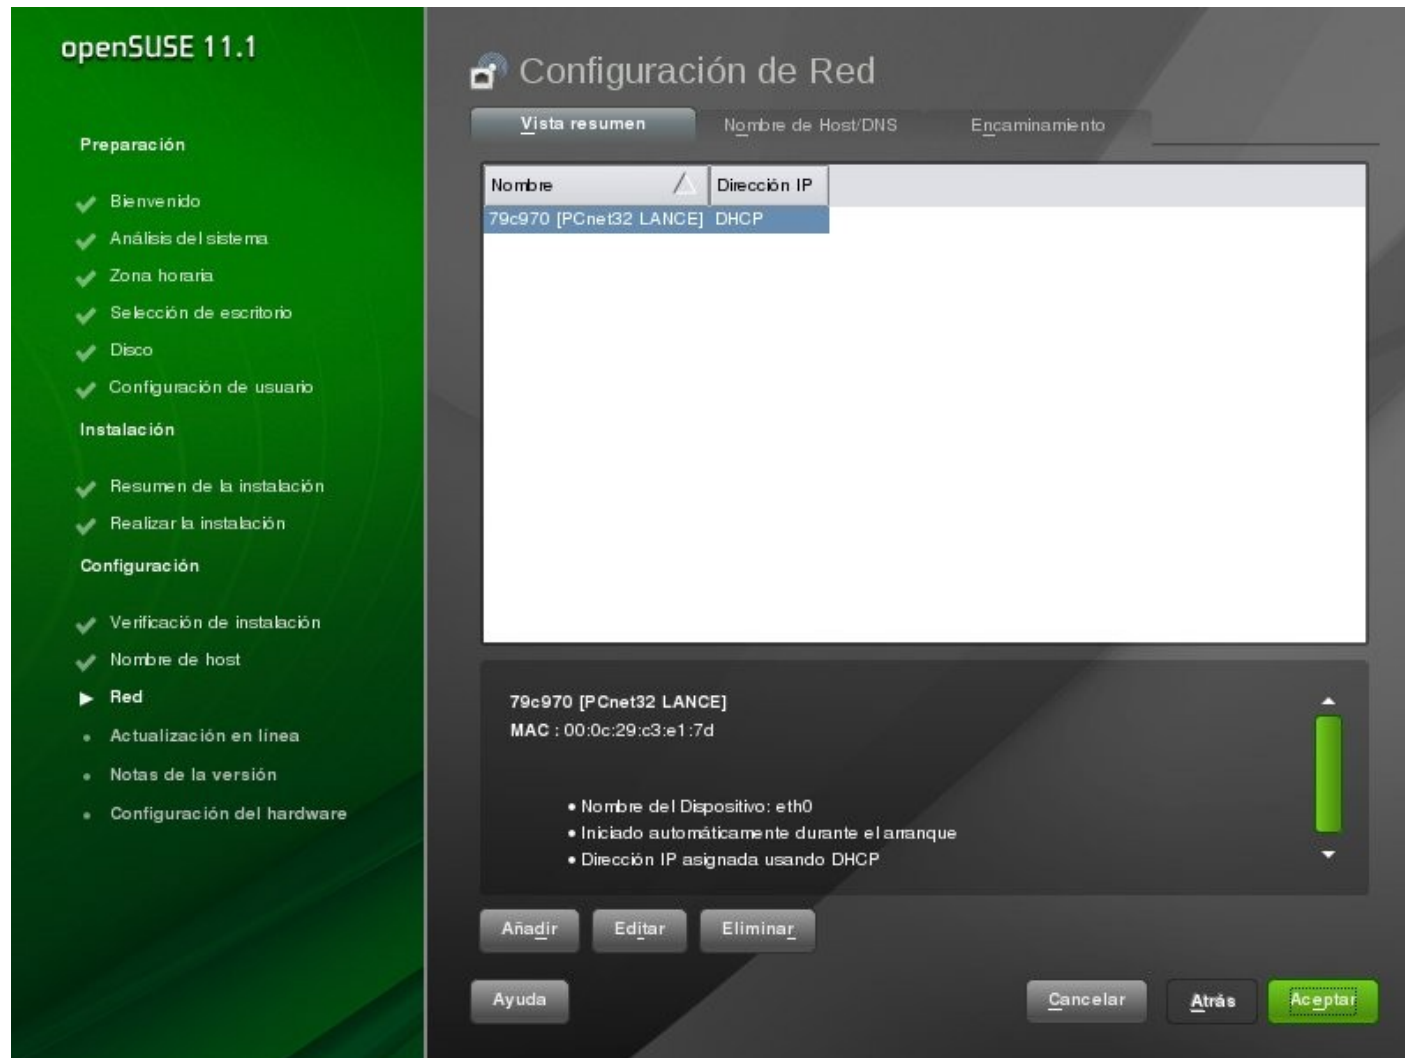 openSUSE 11.1
Preparación
Bienvenido
Análisis del sistema
Zona horaria
Selección de escritorio
Disco
Configuración de usuario
Instalación
Resumen de la instalación
Realizar la instalación
Configuración
Verificación de instalación
Nombre de host
Red
Actualización en línea
Notas de la versión
Configuración del hardware
Configuración de Red
Vista resumen Nombre de Host/DNS Encaminamiento
Nombre Dirección IP
79c970 [PCnet32 LANCE] DHCP
79c970 [PCnet32 LANCE]
MAC : 00:0c:29:c3:e1:7d
• Nombre del Dispositivo: eth0
• Iniciado automáticamente durante el arranque
• Dirección IP asignada usando DHCP
Añadir Editar Eliminar
Ayuda Cancelar Atrás Aceptar